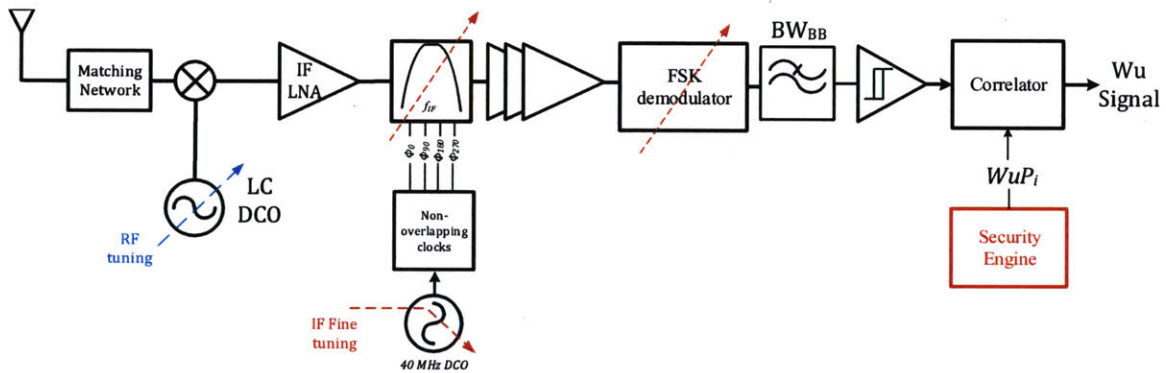 BW_BB
Matching
Network
IF
LNA
f_IF
FSK
demodulator
Correlator
Wu
Signal
Φ0
Φ90
Φ180
Φ270
LC
DCO
RF
tuning
Non-
overlapping
clocks
WuP_i
Security
Engine
IF Fine
tuning
40 MHz DCO